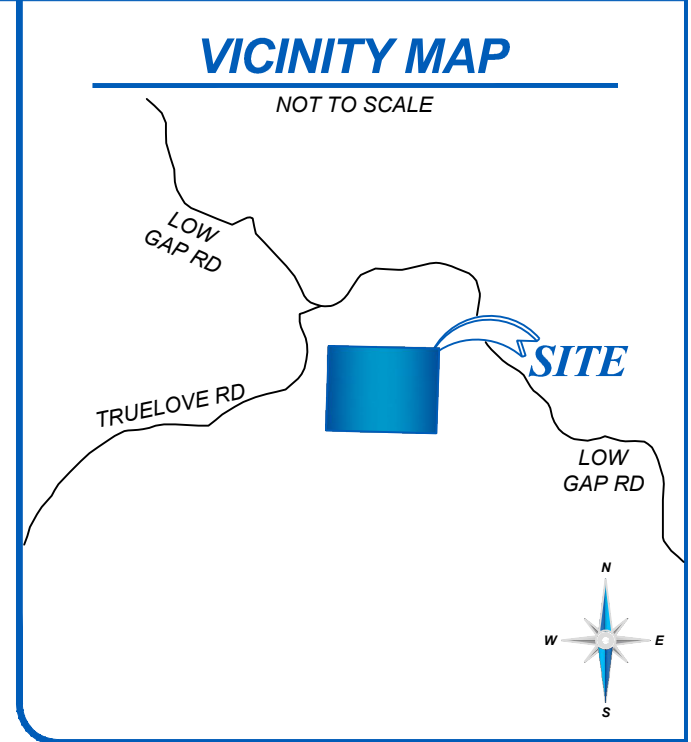 VICINITY MAP
NOT TO SCALE
LOW
GAP RD
SITE
TRUELOVE RD
LOW
GAP RD
N
W
E
S